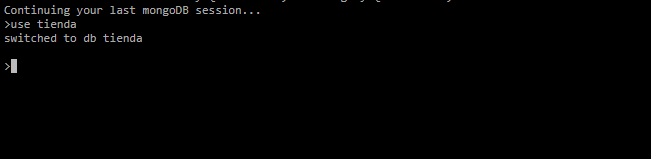 Continuing your last mongoDB session...
>use tienda
switched to db tienda
>